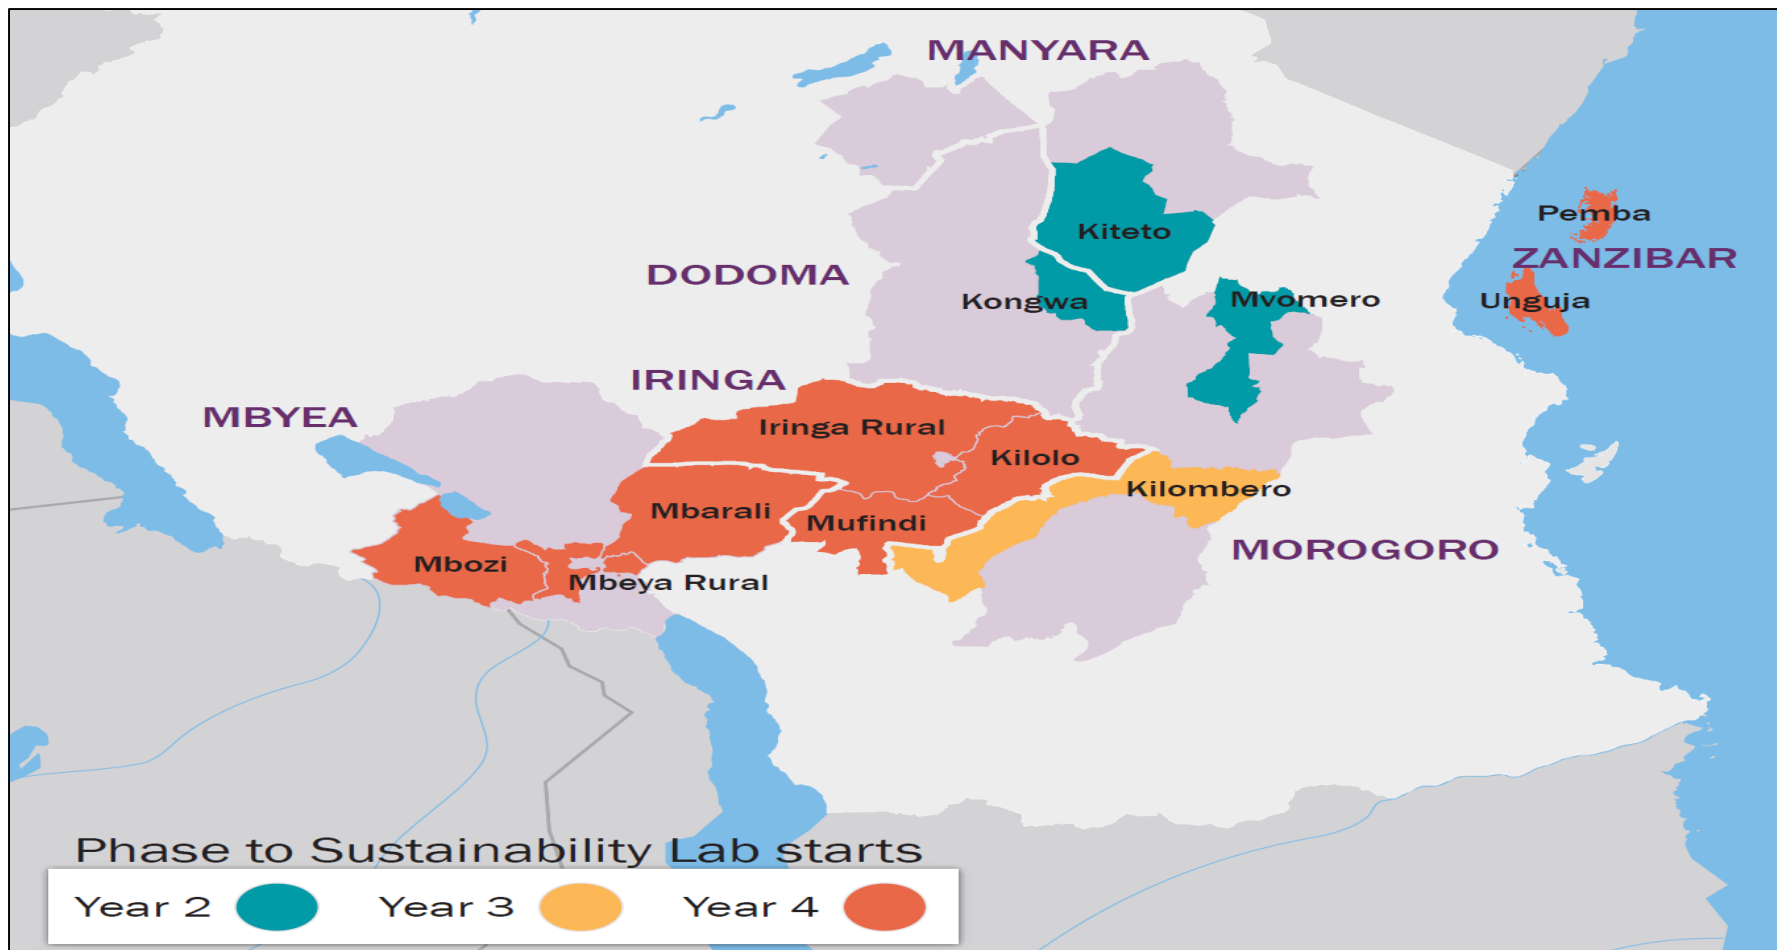 MANYARA
Pemba
ZANZIBAR
Kiteto
DODOMA
Kongwa
Mvomero
Unguja
IRINGA
MBYEA
Iringa Rural
Kilolo
Kilombero
Mbarali
Mufindi
MOROGORO
Mbozi
Mbeya Rural
Phase to Sustainability Lab starts
Year 2 Year 3 Year 4